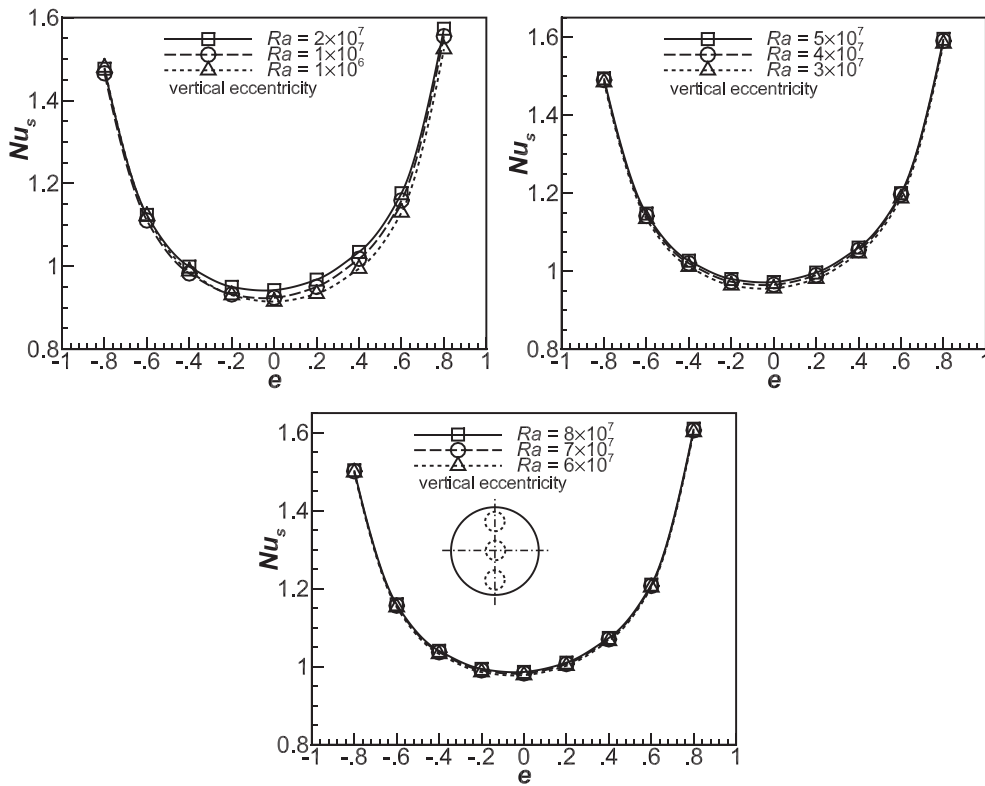 1.6
1.4
1.2
1
0.8
Nuₛ
Ra = 2×10⁷
Ra = 1×10⁷
Ra = 1×10⁶
vertical eccentricity
-1 -.8 -.6 -.4 -.2 0 .2 .4 .6 .8 1
e
1.6
1.4
1.2
1
0.8
Nuₛ
Ra = 5×10⁷
Ra = 4×10⁷
Ra = 3×10⁷
vertical eccentricity
-1 -.8 -.6 -.4 -.2 0 .2 .4 .6 .8 1
e
1.6
1.4
1.2
1
0.8
Nuₛ
Ra = 8×10⁷
Ra = 7×10⁷
Ra = 6×10⁷
vertical eccentricity
-1 -.8 -.6 -.4 -.2 0 .2 .4 .6 .8 1
e